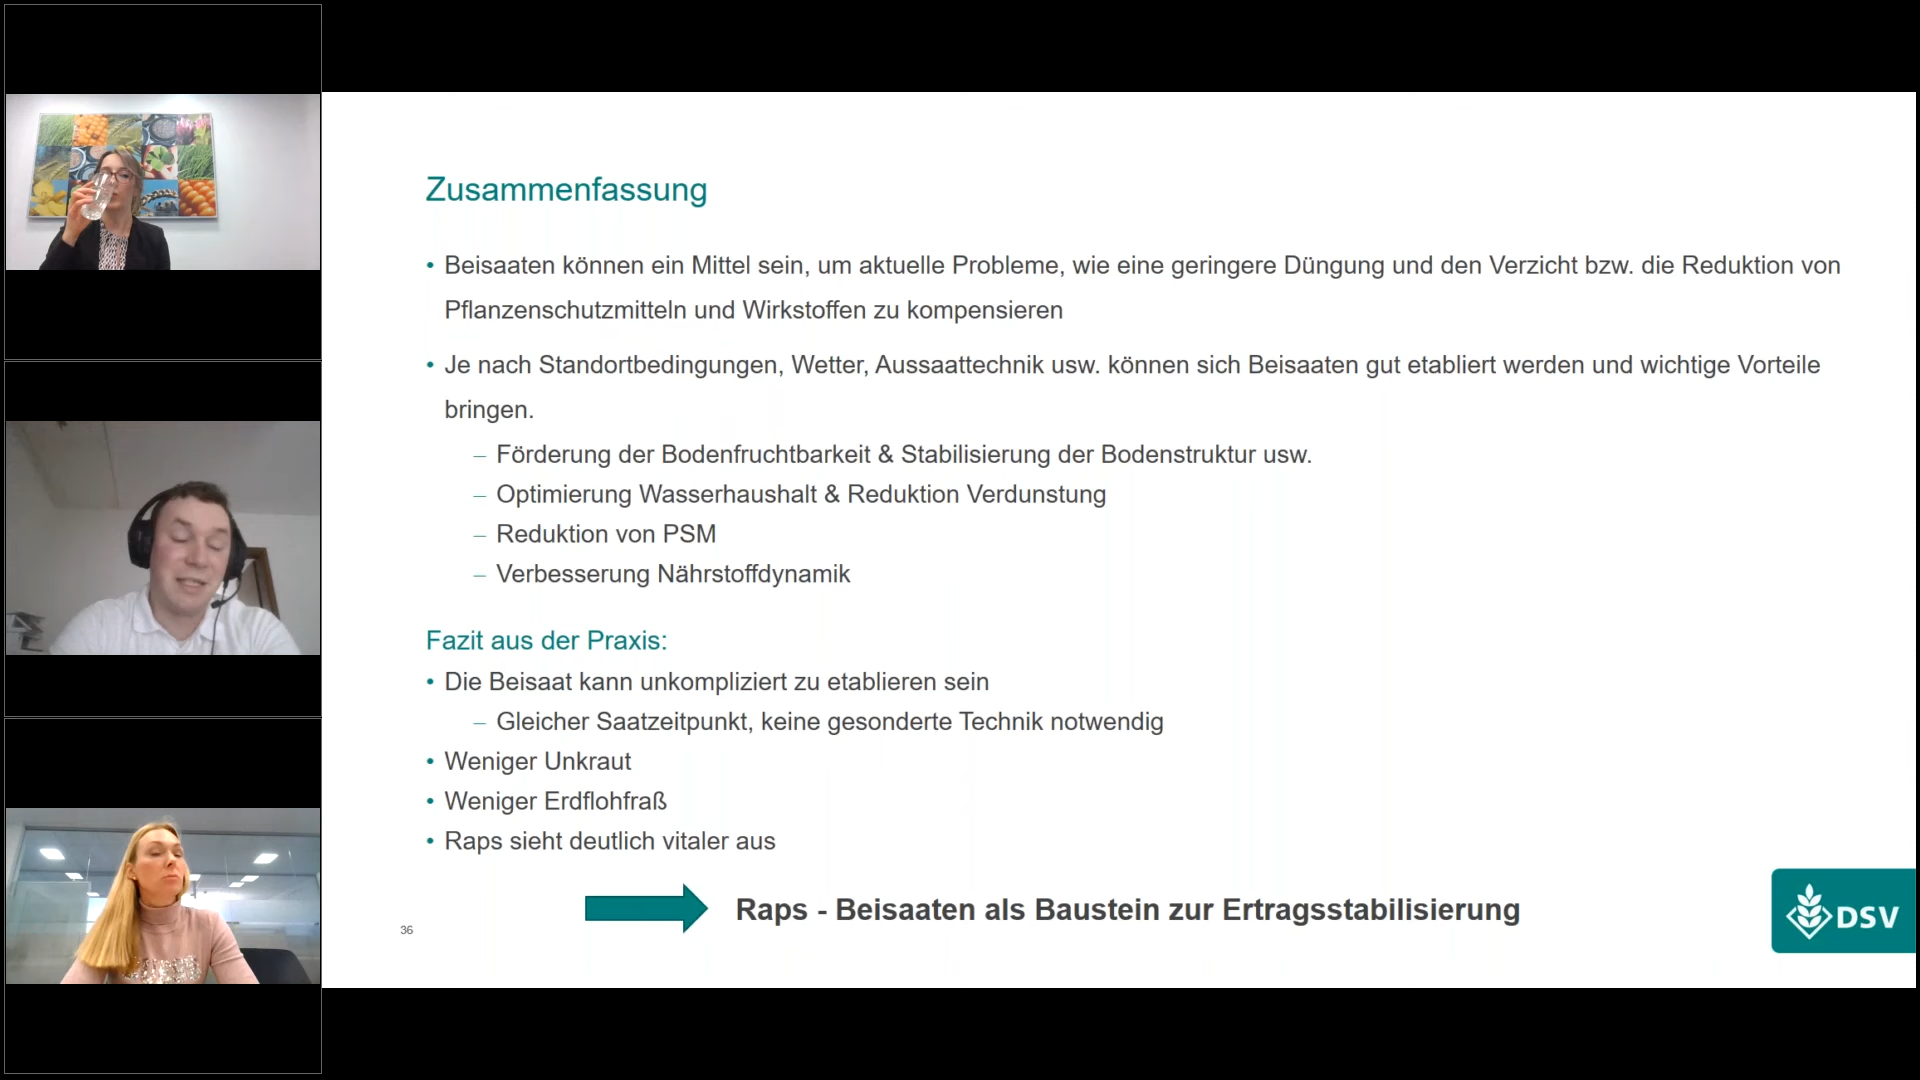 Zusammenfassung
• Beisaaten können ein Mittel sein, um aktuelle Probleme, wie eine geringere Düngung und den Verzicht bzw. die Reduktion von
Pflanzenschutzmitteln und Wirkstoffen zu kompensieren
• Je nach Standortbedingungen, Wetter, Aussaattechnik usw. können sich Beisaaten gut etabliert werden und wichtige Vorteile
bringen.
– Förderung der Bodenfruchtbarkeit & Stabilisierung der Bodenstruktur usw.
– Optimierung Wasserhaushalt & Reduktion Verdunstung
– Reduktion von PSM
– Verbesserung Nährstoffdynamik
Fazit aus der Praxis:
• Die Beisaat kann unkompliziert zu etablieren sein
– Gleicher Saatzeitpunkt, keine gesonderte Technik notwendig
• Weniger Unkraut
• Weniger Erdflohfraß
• Raps sieht deutlich vitaler aus
Raps - Beisaaten als Baustein zur Ertragsstabilisierung
36
DSV